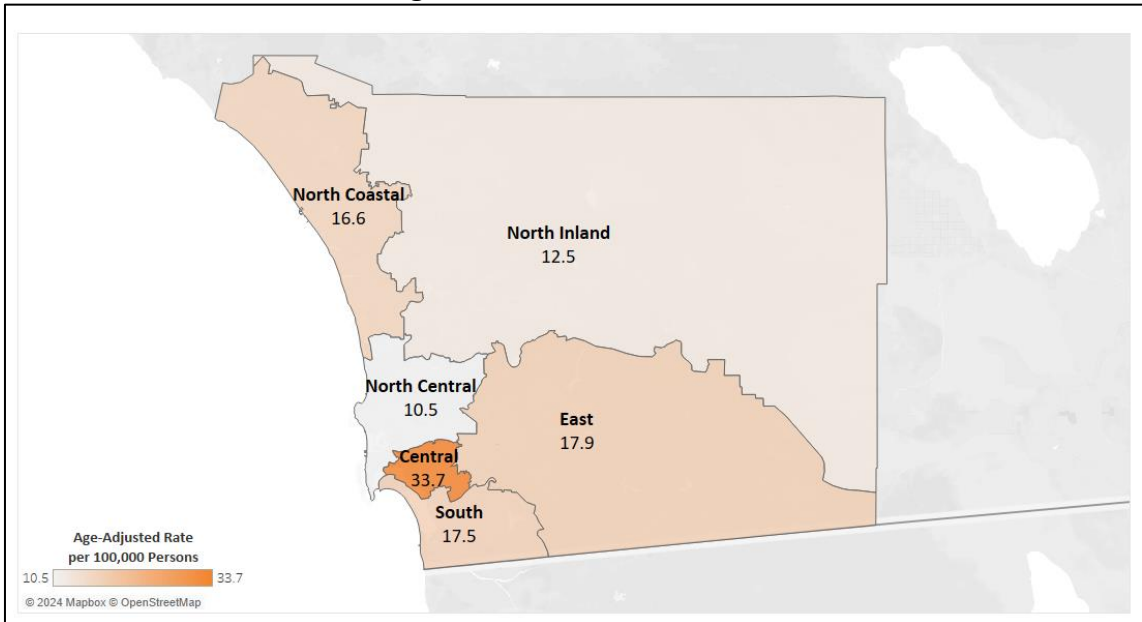 North Coastal
16.6
North Inland
12.5
North Central
10.5
East
17.9
Central
33.7
South
17.5
Age-Adjusted Rate
per 100,000 Persons
10.5 33.7
© 2024 Mapbox © OpenStreetMap